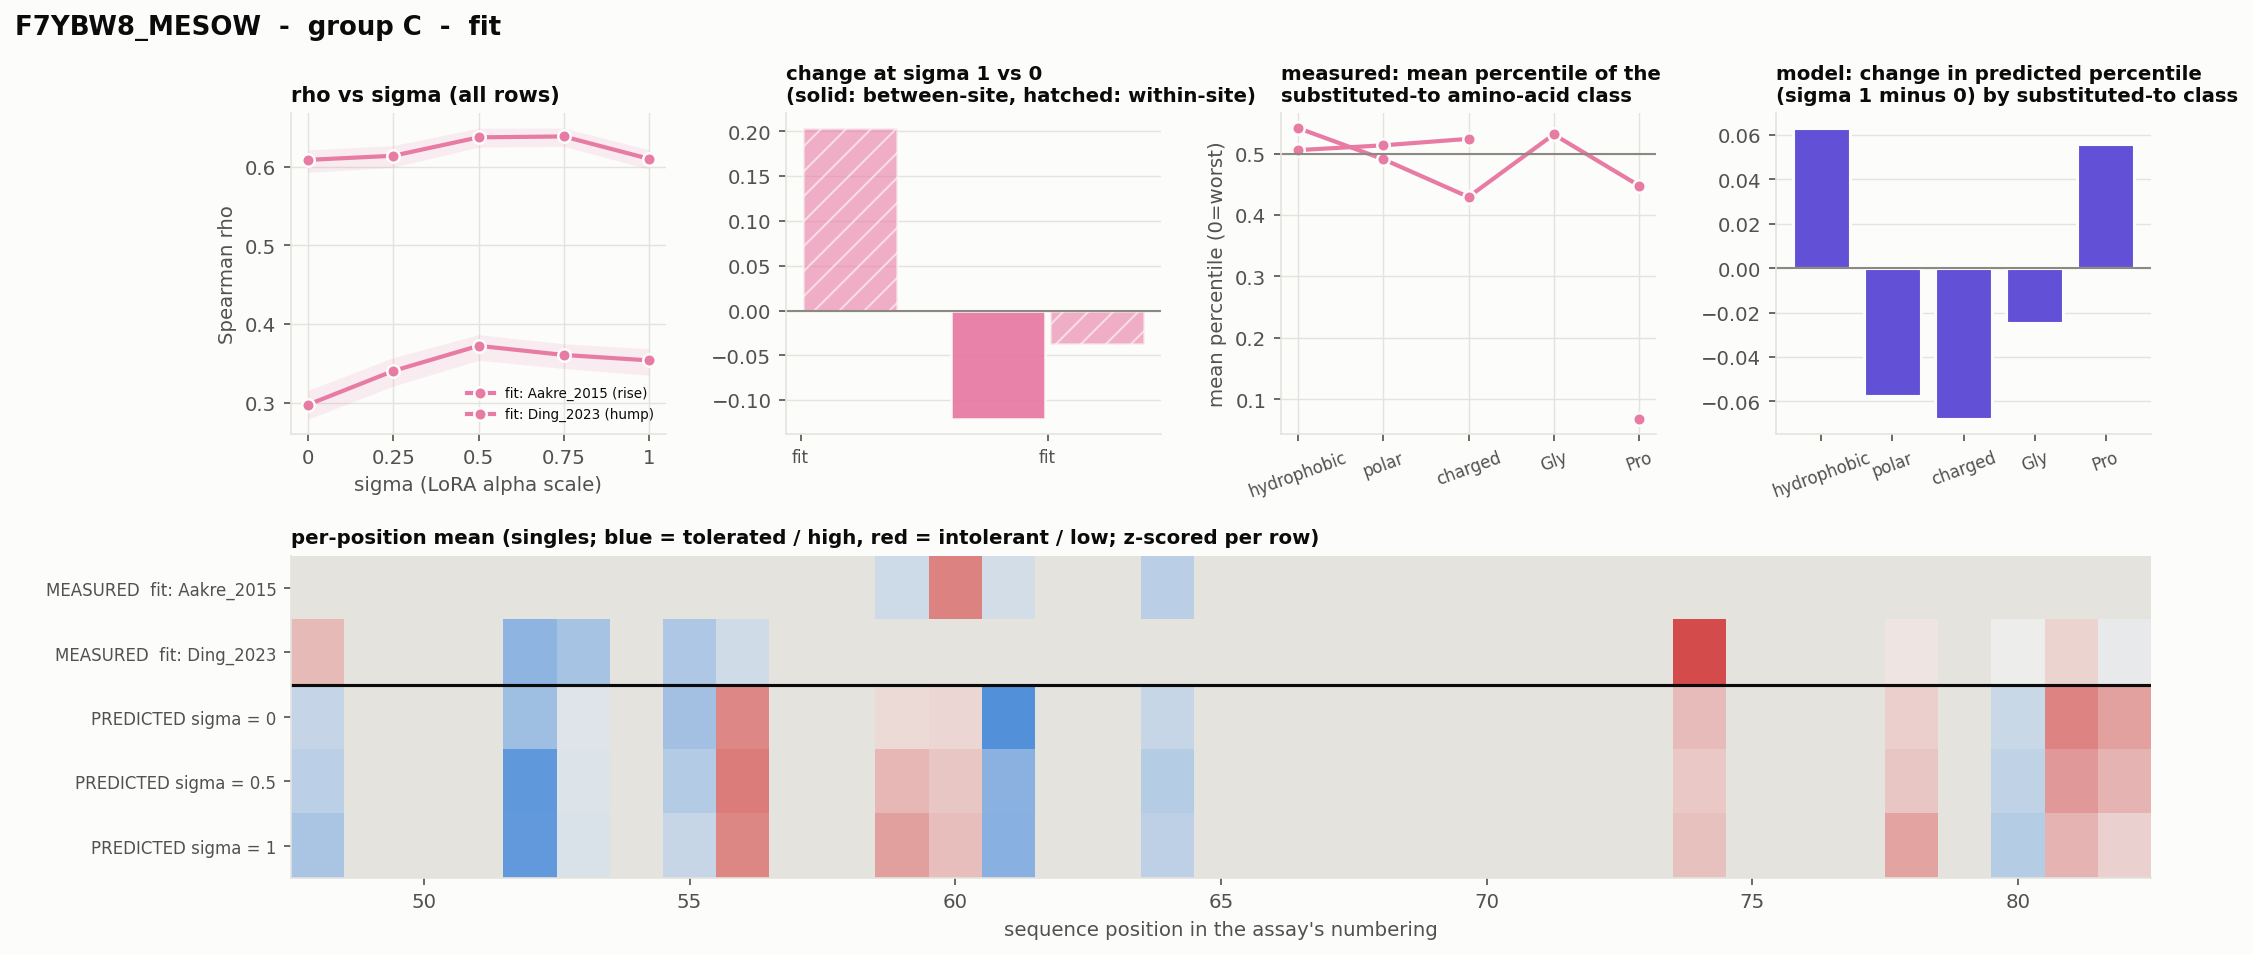 F7YBW8_MESOW - group C - fit
rho vs sigma (all rows)
Spearman rho
0.6
0.5
0.4
0.3
fit: Aakre_2015 (rise)
fit: Ding_2023 (hump)
0 0.25 0.5 0.75 1
sigma (LoRA alpha scale)
change at sigma 1 vs 0
(solid: between-site, hatched: within-site)
0.20
0.15
0.10
0.05
0.00
−0.05
−0.10
fit fit
measured: mean percentile of the
substituted-to amino-acid class
mean percentile (0=worst)
0.5
0.4
0.3
0.2
0.1
hydrophobic polar charged Gly Pro
model: change in predicted percentile
(sigma 1 minus 0) by substituted-to class
0.06
0.04
0.02
0.00
−0.02
−0.04
−0.06
hydrophobic polar charged Gly Pro
per-position mean (singles; blue = tolerated / high, red = intolerant / low; z-scored per row)
MEASURED fit: Aakre_2015
MEASURED fit: Ding_2023
PREDICTED sigma = 0
PREDICTED sigma = 0.5
PREDICTED sigma = 1
50 55 60 65 70 75 80
sequence position in the assay's numbering